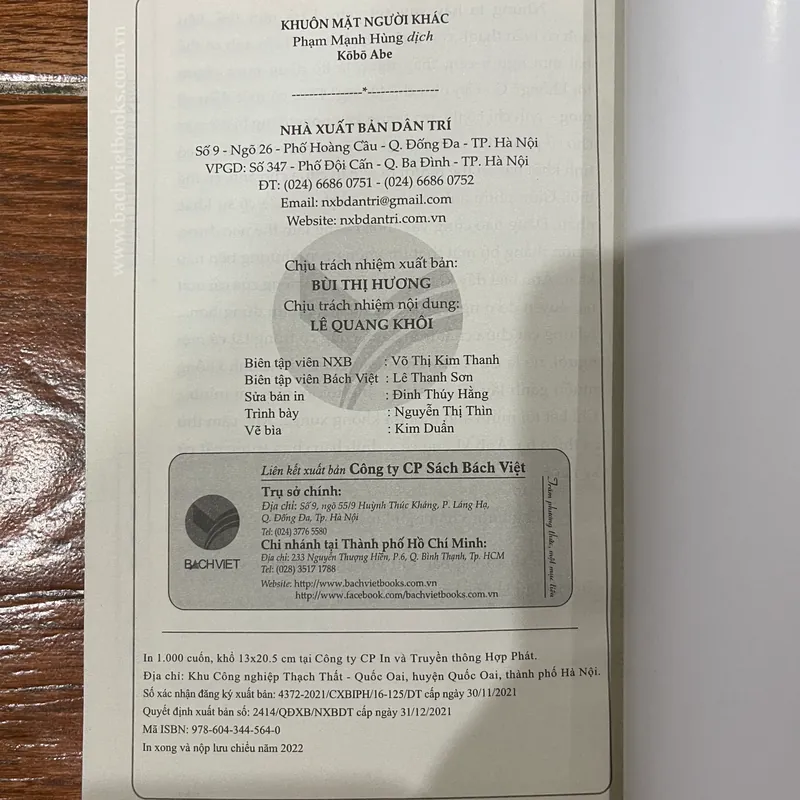 KHUÔN MẶT NGƯỜI KHÁC
Phạm Mạnh Hùng dịch
Kōbō Abe
----------------*----------------
NHÀ XUẤT BẢN DÂN TRÍ
Số 9 - Ngõ 26 - Phố Hoàng Cầu - Q. Đống Đa - TP. Hà Nội
VPGD: Số 347 - Phố Đội Cấn - Q. Ba Đình - TP. Hà Nội
ĐT: (024) 6686 0751 - (024) 6686 0752
Email: nxbdantri@gmail.com
Website: nxbdantri.com.vn
Chịu trách nhiệm xuất bản:
BÙI THỊ HƯƠNG
Chịu trách nhiệm nội dung:
LÊ QUANG KHÔI
Biên tập viên NXB : Võ Thị Kim Thanh
Biên tập viên Bách Việt : Lê Thanh Sơn
Sửa bản in : Đinh Thúy Hằng
Trình bày : Nguyễn Thị Thìn
Vẽ bìa : Kim Duẩn
Liên kết xuất bản Công ty CP Sách Bách Việt
Trụ sở chính:
Địa chỉ: Số 9, ngõ 55/9 Huỳnh Thúc Kháng, P. Láng Hạ,
Q. Đống Đa, Tp. Hà Nội
Tel: (024) 3776 5580
Chi nhánh tại Thành phố Hồ Chí Minh:
Địa chỉ: 233 Nguyễn Thượng Hiền, P.6, Q. Bình Thạnh, Tp. HCM
Tel: (028) 3517 1788
Website: http://www.bachvietbooks.com.vn
http://www.facebook.com/bachvietbooks.com.vn
BACHVIET
Trăm phương thức, một mục tiêu
In 1.000 cuốn, khổ 13x20.5 cm tại Công ty CP In và Truyền thông Hợp Phát.
Địa chỉ: Khu Công nghiệp Thạch Thất - Quốc Oai, huyện Quốc Oai, thành phố Hà Nội.
Số xác nhận đăng ký xuất bản: 4372-2021/CXBIPH/16-125/DT cấp ngày 30/11/2021
Quyết định xuất bản số: 2414/QĐXB/NXBDT cấp ngày 31/12/2021
Mã ISBN: 978-604-344-564-0
In xong và nộp lưu chiểu năm 2022
www.bachvietbooks.com.vn